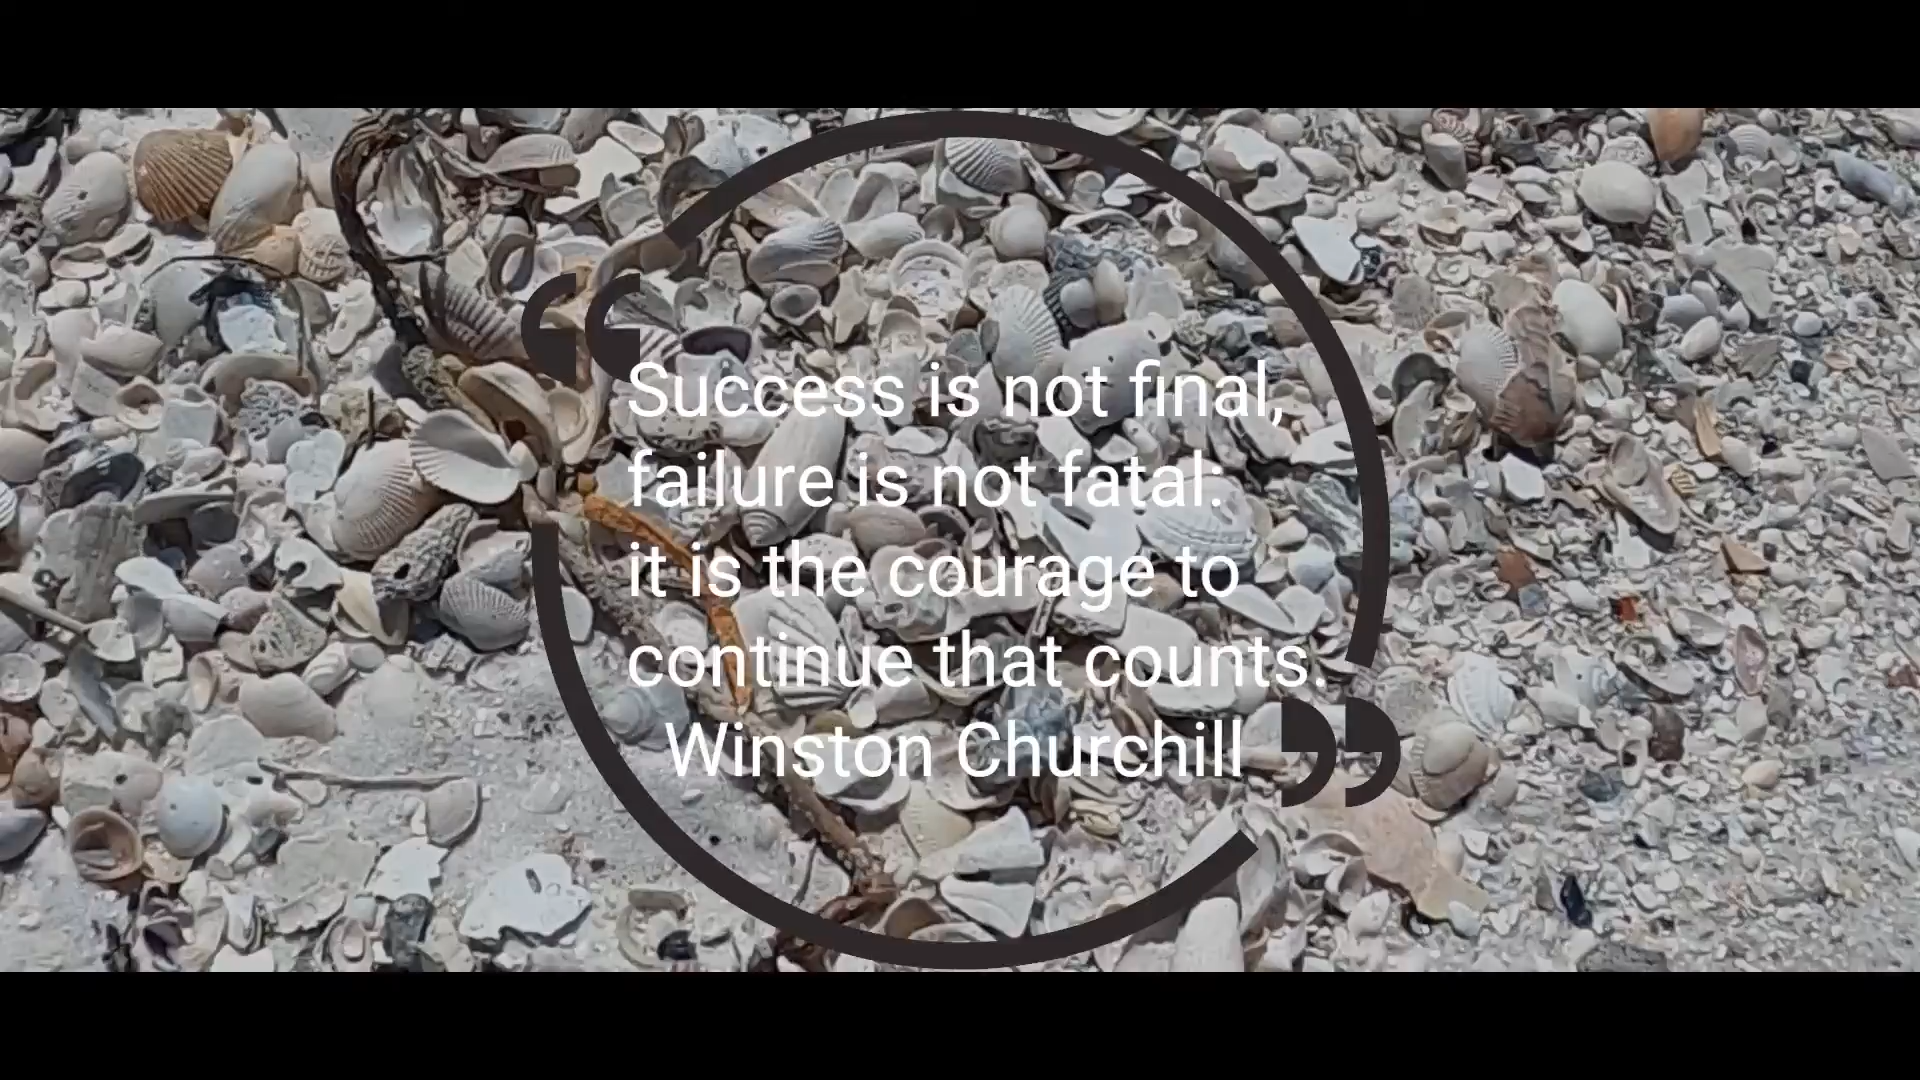 Success is not final,
failure is not fatal:
it is the courage to
continue that counts.
Winston Churchill